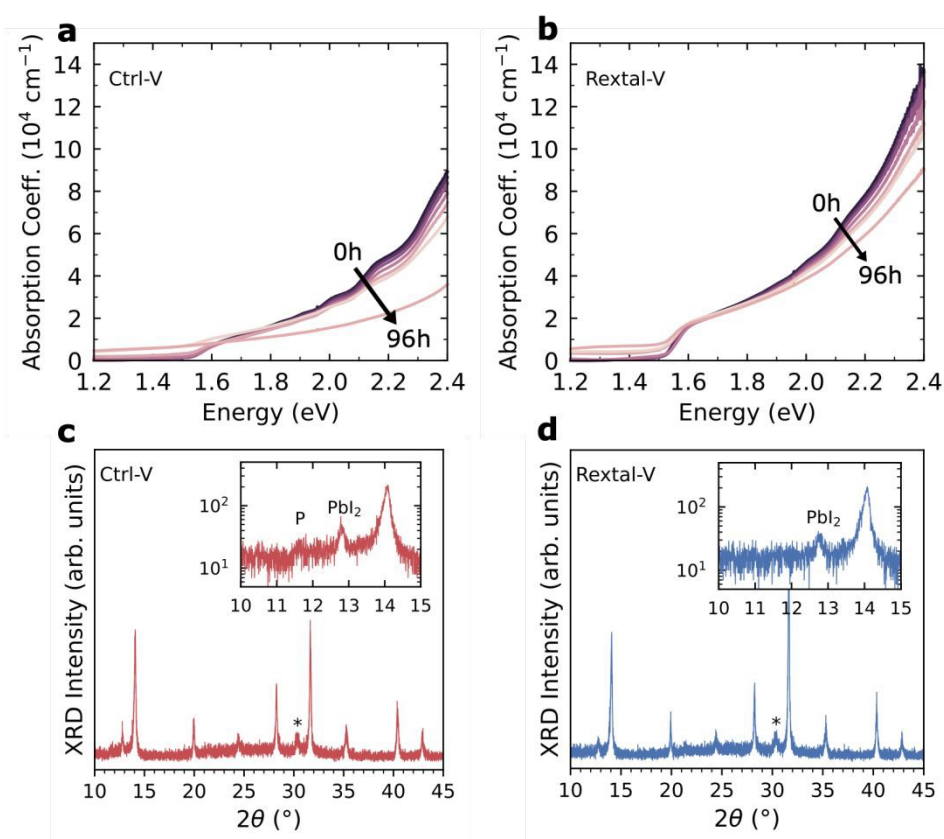 a
Ctrl-V
0h
96h
14
12
10
8
6
4
2
0
1.2 1.4 1.6 1.8 2.0 2.2 2.4
Energy (eV)
Absorption Coeff. (10⁴ cm⁻¹)
b
Rextal-V
0h
96h
14
12
10
8
6
4
2
0
1.2 1.4 1.6 1.8 2.0 2.2 2.4
Energy (eV)
Absorption Coeff. (10⁴ cm⁻¹)
c
Ctrl-V
P
PbI₂
10²
10¹
10 11 12 13 14 15
*
10 15 20 25 30 35 40 45
2θ (°)
XRD Intensity (arb. units)
d
Rextal-V
PbI₂
10²
10¹
10 11 12 13 14 15
*
10 15 20 25 30 35 40 45
2θ (°)
XRD Intensity (arb. units)